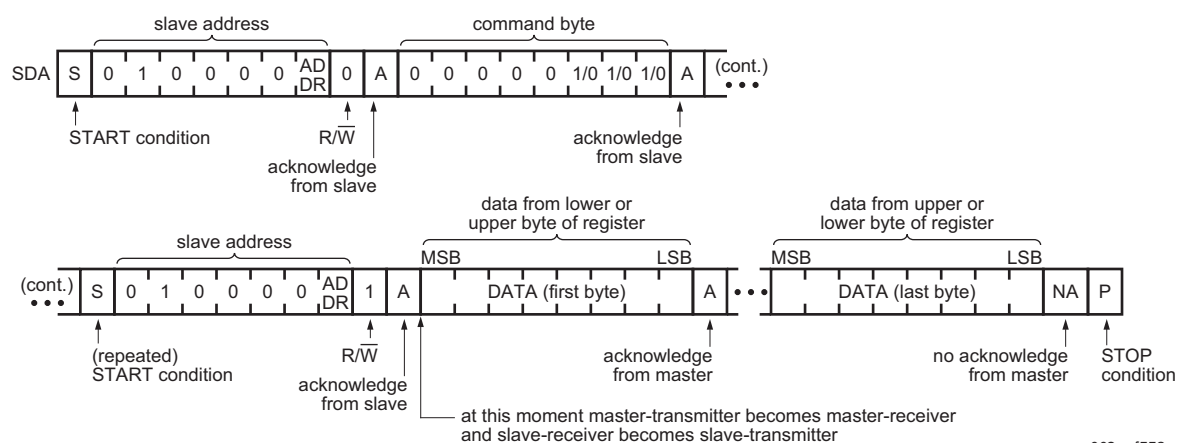 slave address
command byte
SDA S 0 1 0 0 0 0 AD DR 0 A 0 0 0 0 0 1/0 1/0 1/0 A (cont.)
START condition
R/W
acknowledge
from slave
acknowledge
from slave
data from lower or
upper byte of register
data from upper or
lower byte of register
slave address
MSB LSB MSB LSB
(cont.) S 0 1 0 0 0 0 AD DR 1 A DATA (first byte) A DATA (last byte) NA P
(repeated)
START condition
R/W
acknowledge
from slave
acknowledge
from master
no acknowledge
from master
STOP
condition
at this moment master-transmitter becomes master-receiver
and slave-receiver becomes slave-transmitter